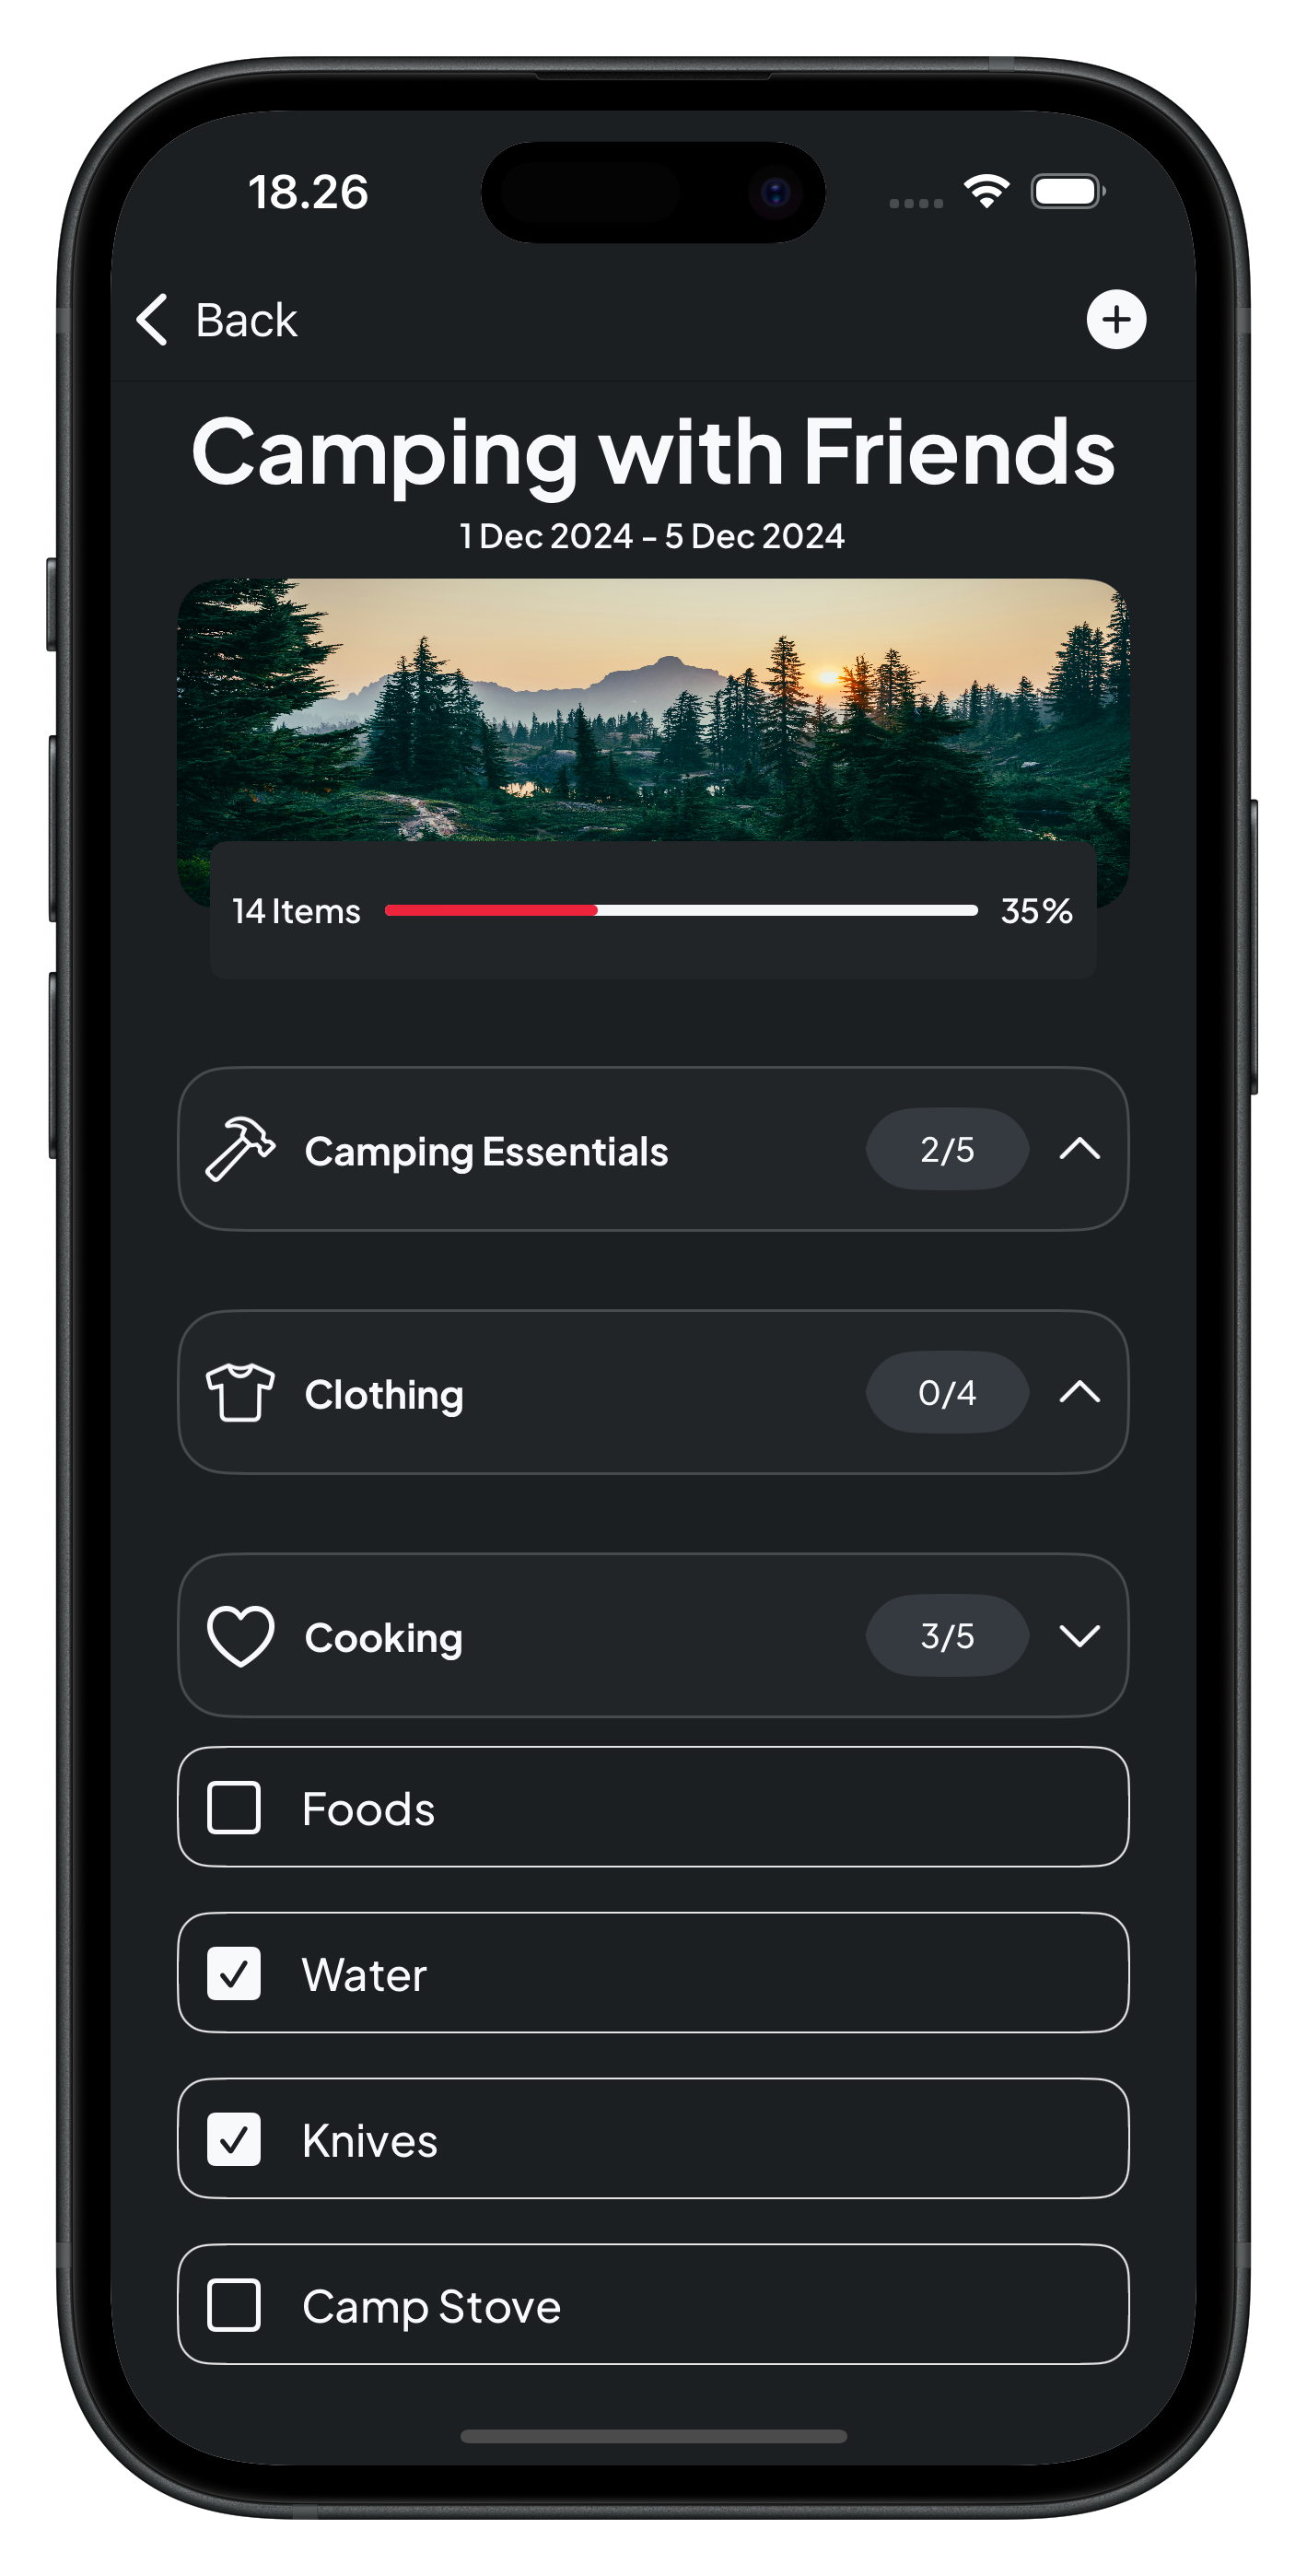 18.26
Back
Camping with Friends
1 Dec 2024 - 5 Dec 2024
14 Items 35%
Camping Essentials 2/5
Clothing 0/4
Cooking 3/5
Foods
Water
Knives
Camp Stove